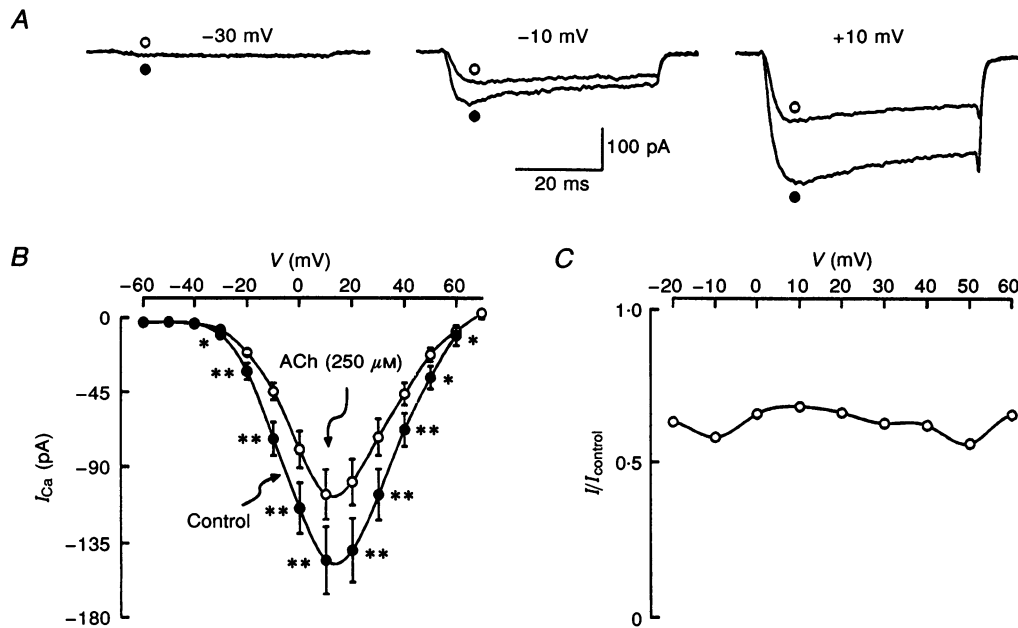 A
−30 mV
−10 mV
+10 mV
100 pA
20 ms
B
V (mV)
−60 −40 −20 0 20 40 60
0
−45
−90
−135
−180
I_Ca (pA)
ACh (250 μM)
Control
*
**
**
**
**
**
**
**
*
*
C
V (mV)
−20 −10 0 10 20 30 40 50 60
1·0
0·5
0
I/I_control